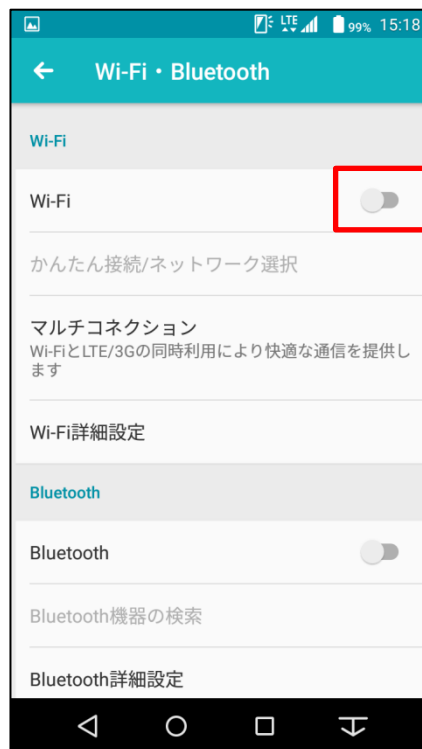 LTE 99% 15:18
Wi-Fi・Bluetooth
Wi-Fi
Wi-Fi
かんたん接続/ネットワーク選択
マルチコネクション
Wi-FiとLTE/3Gの同時利用により快適な通信を提供し
ます
Wi-Fi詳細設定
Bluetooth
Bluetooth
Bluetooth機器の検索
Bluetooth詳細設定